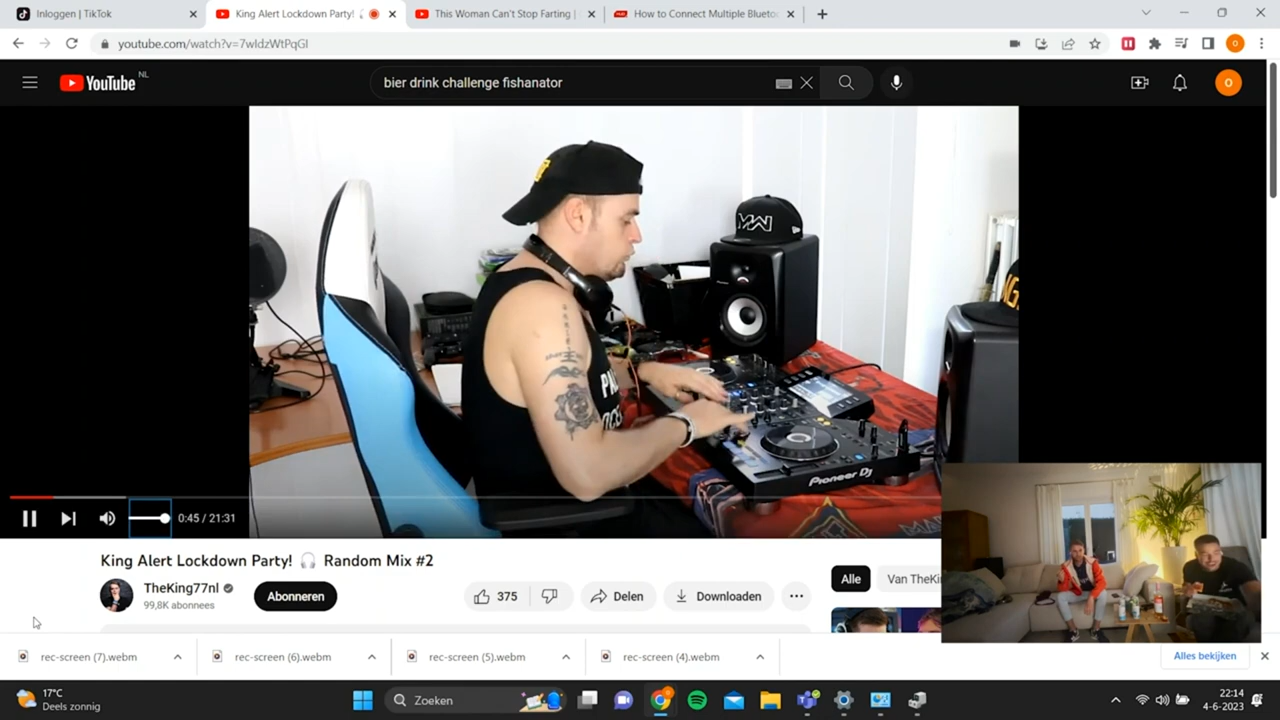 Inloggen | TikTok
King Alert Lockdown Party!
This Woman Can't Stop Farting |
How to Connect Multiple Bluetoo
youtube.com/watch?v=7wIdzWtPqGI
YouTube NL
bier drink challenge fishanator
O
O
Pioneer DJ
0:45 / 21:31
King Alert Lockdown Party! 🎧 Random Mix #2
TheKing77nl
99,8K abonnees
Abonneren
375
Delen
Downloaden
Alle
Van TheKi
rec-screen (7).webm
rec-screen (6).webm
rec-screen (5).webm
rec-screen (4).webm
Alles bekijken
17°C
Deels zonnig
Zoeken
22:14
4-6-2023